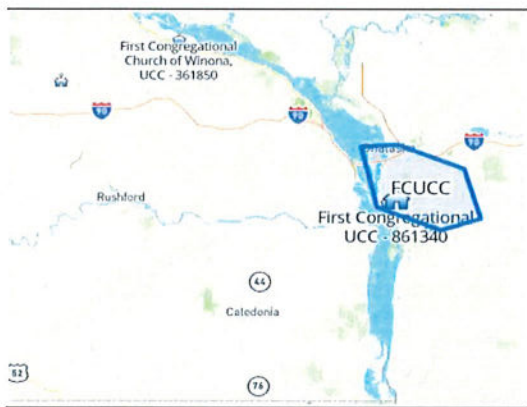 First Congregational
Church of Winona,
UCC - 361850
90
90
90
FCUCC
Rushford
First Congregational
UCC - 861340
44
Caledonia
52
76